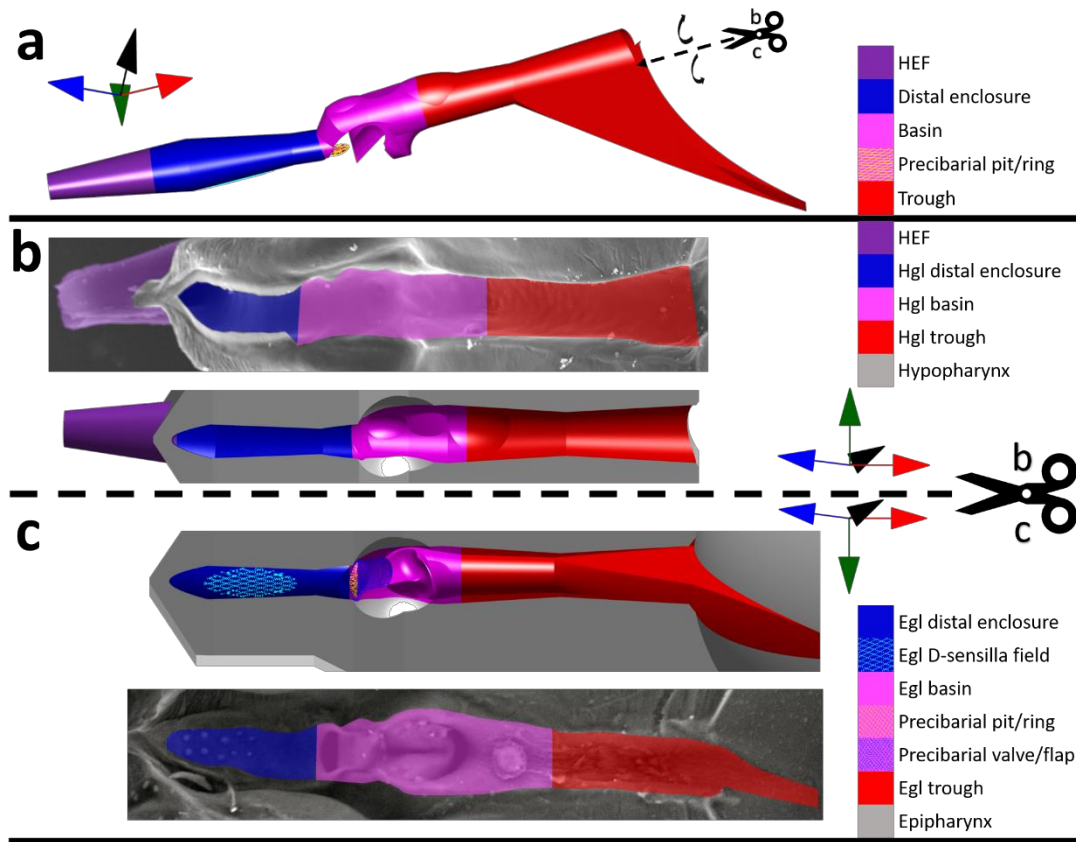 a
b
c
HEF
Distal enclosure
Basin
Precibarial pit/ring
Trough
b
HEF
Hgl distal enclosure
Hgl basin
Hgl trough
Hypopharynx
b
c
c
Egl distal enclosure
Egl D-sensilla field
Egl basin
Precibarial pit/ring
Precibarial valve/flap
Egl trough
Epipharynx